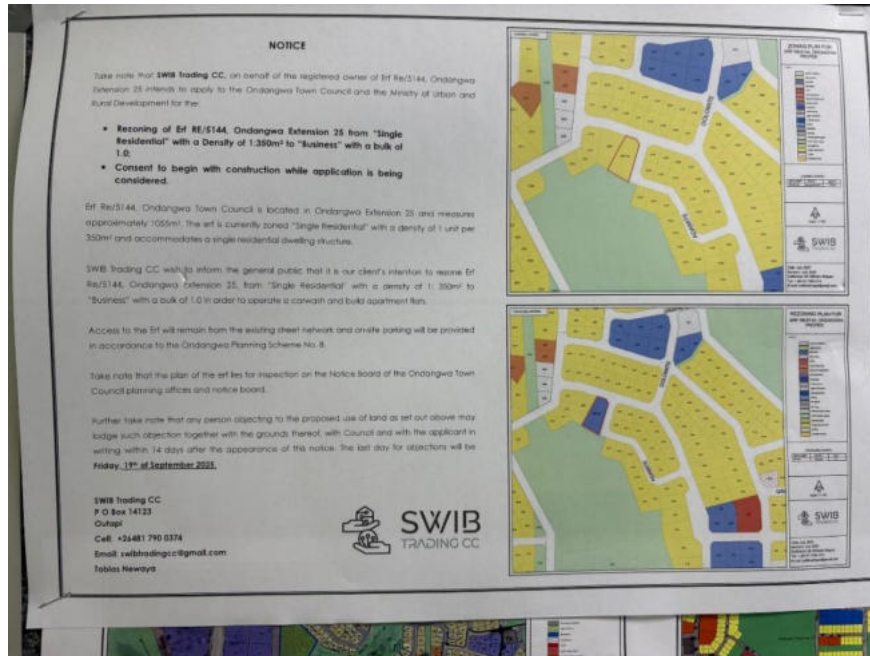 NOTICE
Take note that SWIB Trading CC, on behalf of the registered owner of Erf Re/5144, Ondangwa
Extension 25 intends to apply to the Ondangwa Town Council and the Ministry of Urban and
Rural Development for the:
• Rezoning of Erf RE/5144, Ondangwa Extension 25 from "Single
Residential" with a Density of 1:350m² to "Business" with a bulk of
1.0;
• Consent to begin with construction while application is being
considered.
Erf Re/5144, Ondangwa Town Council is located in Ondangwa Extension 25 and measures
approximately 1055m². The erf is currently zoned "Single Residential" with a density of 1 unit per
350m² and accommodates a single residential dwelling structure.
SWIB Trading CC wish to inform the general public that it is our client's intention to rezone Erf
Re/5144, Ondangwa Extension 25, from "Single Residential" with a density of 1: 350m² to
"Business" with a bulk of 1.0 in order to operate a carwash and build apartment flats.
Access to the Erf will remain from the existing street network and on-site parking will be provided
in accordance to the Ondangwa Planning Scheme No. 8.
Take note that the plan of the erf lies for inspection on the Notice Board of the Ondangwa Town
Council planning offices and notice board.
Further take note that any person objecting to the proposed use of land as set out above may
lodge such objection together with the grounds thereof, with Council and with the applicant in
writing within 14 days after the appearance of this notice. The last day for objections will be
Friday, 19th of September 2025.
SWIB Trading CC
P O Box 14123
Outapi
Cell: +26481 790 0374
Email: swibtradingcc@gmail.com
Tobias Newaya
SWIB
TRADING CC
ZONING PLAN FOR
DOLOMITE
SWIB
REZONING PLAN FOR
DOLOMITE
SWIB